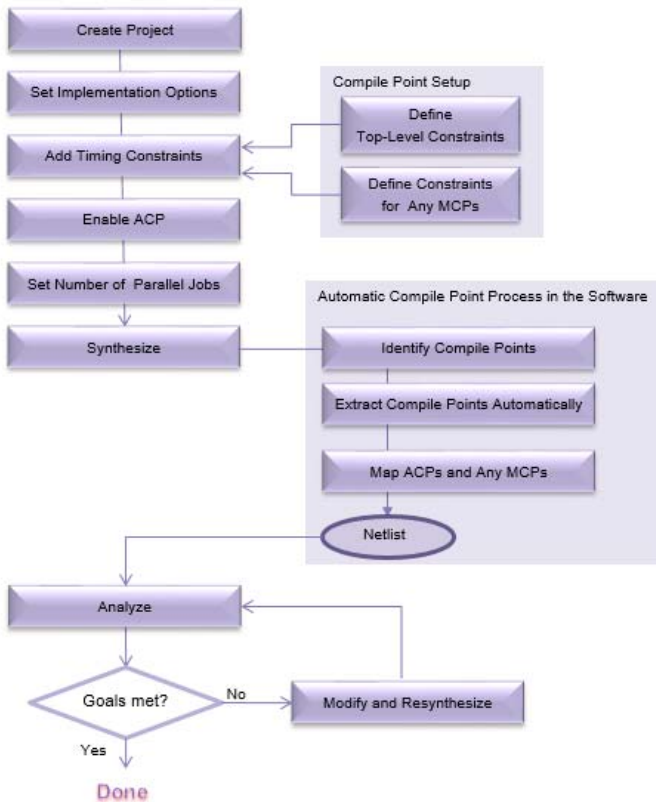 Create Project
Set Implementation Options
Compile Point Setup
Define
Top-Level Constraints
Add Timing Constraints
Define Constraints
for Any MCPs
Enable ACP
Set Number of Parallel Jobs
Automatic Compile Point Process in the Software
Synthesize
Identify Compile Points
Extract Compile Points Automatically
Map ACPs and Any MCPs
Netlist
Analyze
Goals met?
No
Modify and Resynthesize
Yes
Done